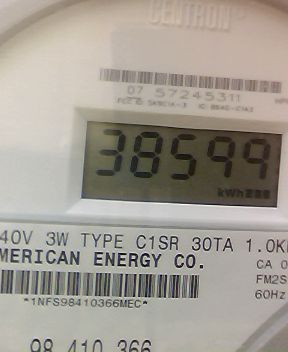 CENTRON®
07 57245311
38599
kWh
40V 3W TYPE C1SR 30TA 1.0K
MERICAN ENERGY CO.
CA 0
FM2S
60Hz
*1NFS98410366MEC*
98 410 366